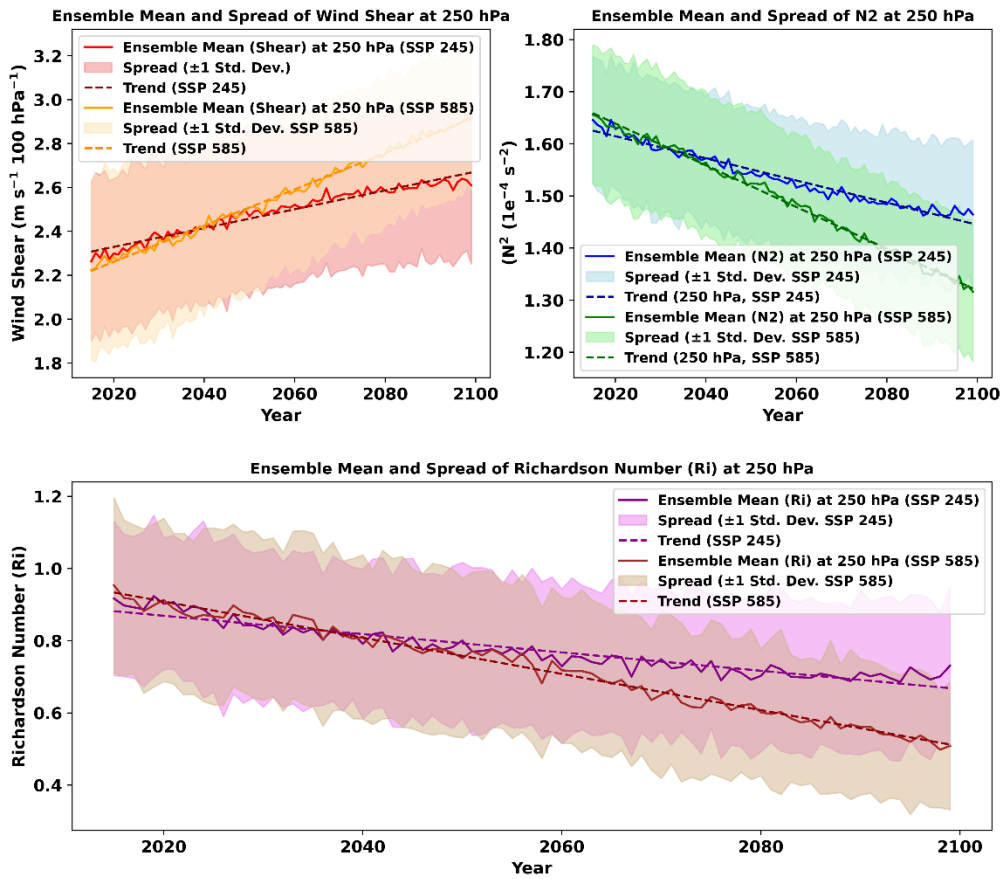 Ensemble Mean and Spread of Wind Shear at 250 hPa
Wind Shear (m s⁻¹ 100 hPa⁻¹)
3.2
3.0
2.8
2.6
2.4
2.2
2.0
1.8
Ensemble Mean (Shear) at 250 hPa (SSP 245)
Spread (±1 Std. Dev.)
Trend (SSP 245)
Ensemble Mean (Shear) at 250 hPa (SSP 585)
Spread (±1 Std. Dev. SSP 585)
Trend (SSP 585)
2020 2040 2060 2080 2100
Year
Ensemble Mean and Spread of N2 at 250 hPa
(N² (1e⁻⁴ s⁻²)
1.80
1.70
1.60
1.50
1.40
1.30
1.20
Ensemble Mean (N2) at 250 hPa (SSP 245)
Spread (±1 Std. Dev. SSP 245)
Trend (250 hPa, SSP 245)
Ensemble Mean (N2) at 250 hPa (SSP 585)
Spread (±1 Std. Dev. SSP 585)
Trend (250 hPa, SSP 585)
2020 2040 2060 2080 2100
Year
Ensemble Mean and Spread of Richardson Number (Ri) at 250 hPa
Richardson Number (Ri)
1.2
1.0
0.8
0.6
0.4
Ensemble Mean (Ri) at 250 hPa (SSP 245)
Spread (±1 Std. Dev. SSP 245)
Trend (SSP 245)
Ensemble Mean (Ri) at 250 hPa (SSP 585)
Spread (±1 Std. Dev. SSP 585)
Trend (SSP 585)
2020 2040 2060 2080 2100
Year